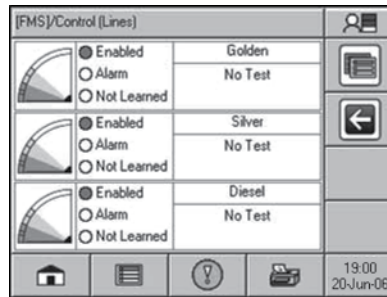 [FMS]/Control (Lines)
Enabled
Golden
Alarm
No Test
Not Learned
Enabled
Silver
Alarm
No Test
Not Learned
Enabled
Diesel
Alarm
No Test
Not Learned
19:00
20-Jun-06